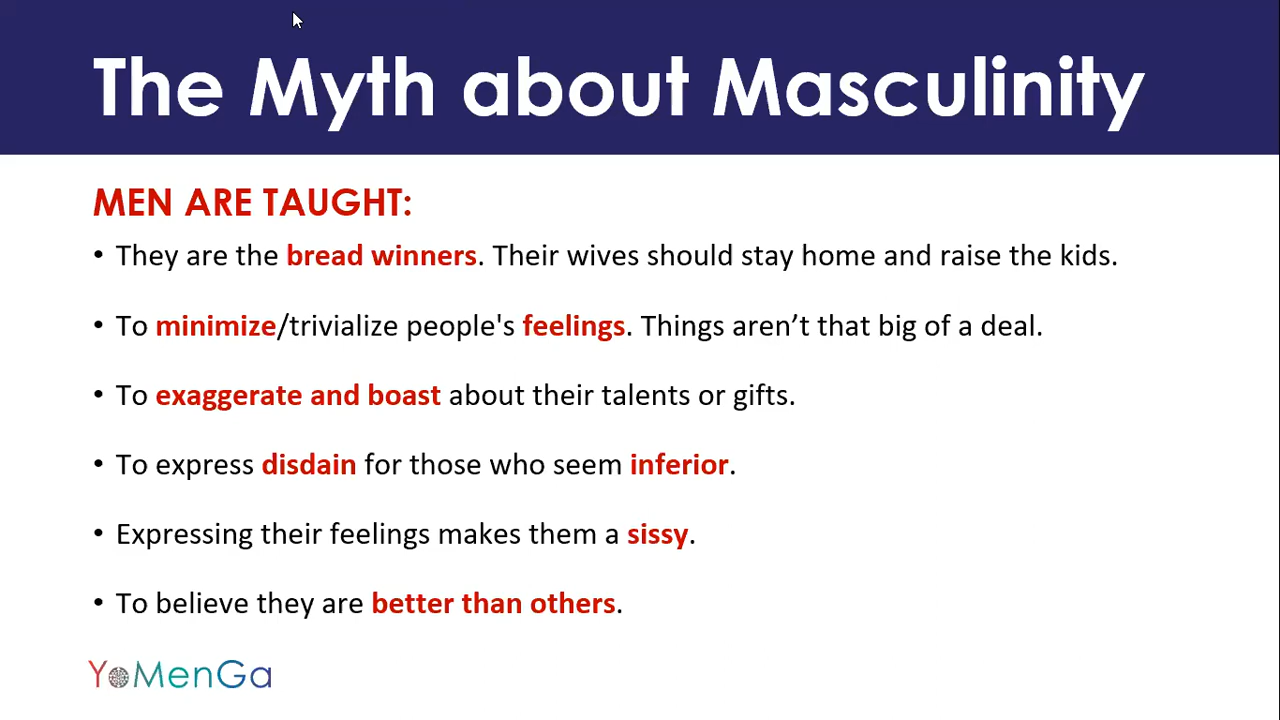 The Myth about Masculinity
MEN ARE TAUGHT:
• They are the bread winners. Their wives should stay home and raise the kids.
• To minimize/trivialize people's feelings. Things aren’t that big of a deal.
• To exaggerate and boast about their talents or gifts.
• To express disdain for those who seem inferior.
• Expressing their feelings makes them a sissy.
• To believe they are better than others.
YoMenGa